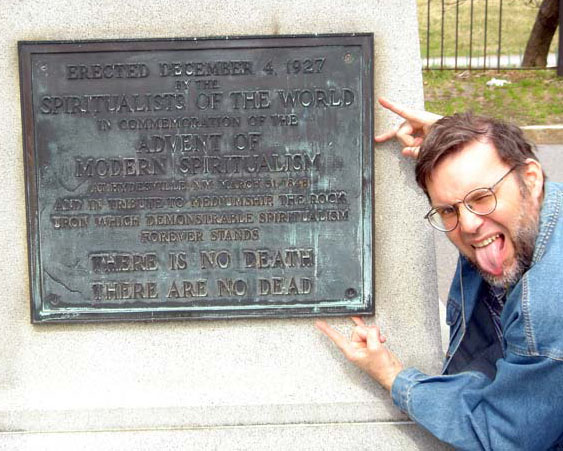 ERECTED DECEMBER 4, 1927
BY THE
SPIRITUALISTS OF THE WORLD
IN COMMEMORATION OF THE
ADVENT OF
MODERN SPIRITUALISM
AT HYDESVILLE, N.Y. MARCH 31, 1848
AND IN TRIBUTE TO MEDIUMSHIP THE ROCK
UPON WHICH DEMONSTRABLE SPIRITUALISM
FOREVER STANDS
THERE IS NO DEATH
THERE ARE NO DEAD